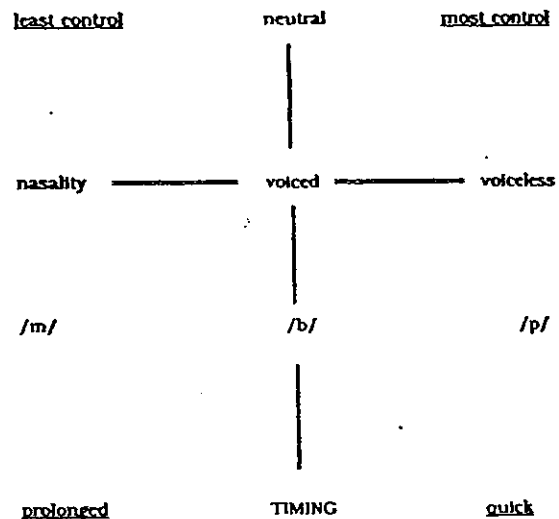 least control neutral most control
nasality voiced voiceless
/m/ /b/ /p/
prolonged TIMING quick